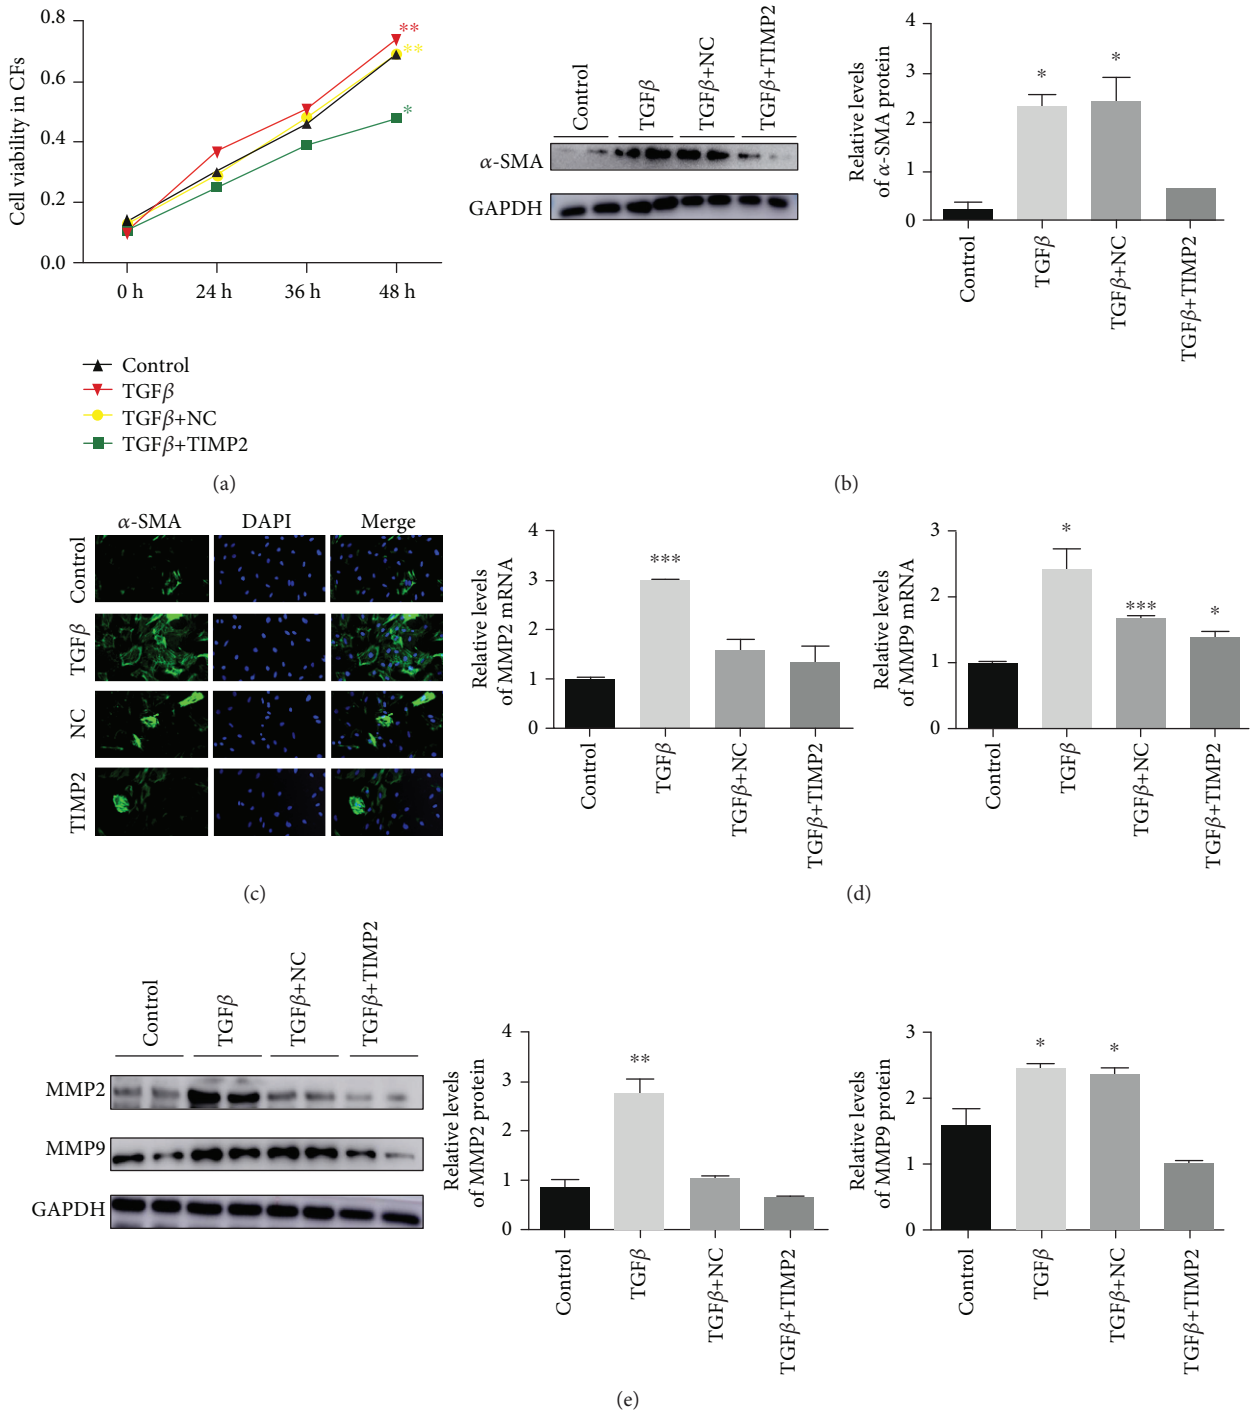 0.8
0.6
0.4
0.2
0.0
Cell viability in CFs
0 h
24 h
36 h
48 h
**
**
*
Control
TGFβ
TGFβ+NC
TGFβ+TIMP2
(a)
Control
TGFβ
TGFβ+NC
TGFβ+TIMP2
α-SMA
GAPDH
Relative levels
of α-SMA protein
4
3
2
1
0
*
*
Control
TGFβ
TGFβ+NC
TGFβ+TIMP2
(b)
α-SMA
DAPI
Merge
Control
TGFβ
NC
TIMP2
(c)
Relative levels
of MMP2 mRNA
4
3
2
1
0
***
Control
TGFβ
TGFβ+NC
TGFβ+TIMP2
Relative levels
of MMP9 mRNA
3
2
1
0
*
***
*
Control
TGFβ
TGFβ+NC
TGFβ+TIMP2
(d)
Control
TGFβ
TGFβ+NC
TGFβ+TIMP2
MMP2
MMP9
GAPDH
Relative levels
of MMP2 protein
4
3
2
1
0
**
Control
TGFβ
TGFβ+NC
TGFβ+TIMP2
Relative levels
of MMP9 protein
3
2
1
0
*
*
Control
TGFβ
TGFβ+NC
TGFβ+TIMP2
(e)